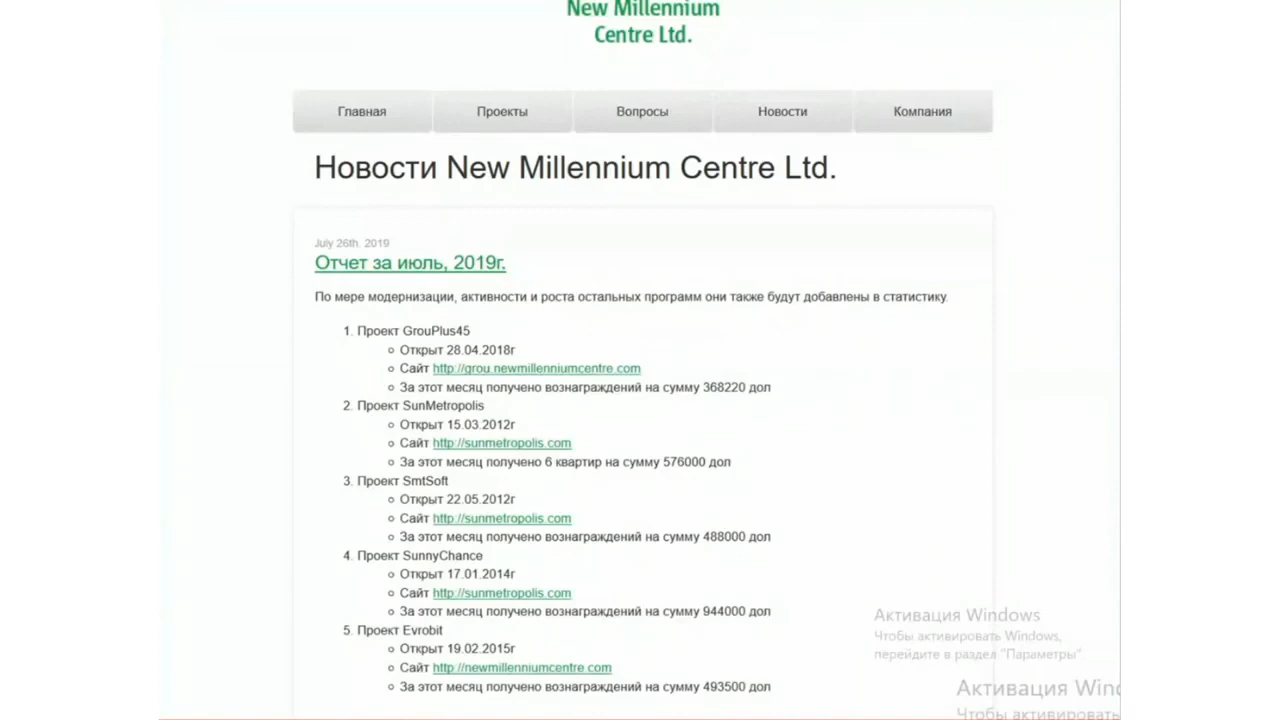 New Millennium
Centre Ltd.
Главная
Проекты
Вопросы
Новости
Компания
Новости New Millennium Centre Ltd.
July 26th. 2019
Отчет за июль, 2019г.
По мере модернизации, активности и роста остальных программ они также будут добавлены в статистику.
1. Проект GrouPlus45
Открыт 28.04.2018г
Сайт http://grou.newmillenniumcentre.com
За этот месяц получено вознаграждений на сумму 368220 дол
2. Проект SunMetropolis
Открыт 15.03.2012г
Сайт http://sunmetropolis.com
За этот месяц получено 6 квартир на сумму 576000 дол
3. Проект SmtSoft
Открыт 22.05.2012г
Сайт http://sunmetropolis.com
За этот месяц получено вознаграждений на сумму 488000 дол
4. Проект SunnyChance
Открыт 17.01.2014г
Сайт http://sunmetropolis.com
За этот месяц получено вознаграждений на сумму 944000 дол
5. Проект Evrobit
Открыт 19.02.2015г
Сайт http://newmillenniumcentre.com
За этот месяц получено вознаграждений на сумму 493500 дол
Активация Windows
Чтобы активировать Windows,
перейдите в раздел "Параметры"
Активация Wind
Чтобы активировать